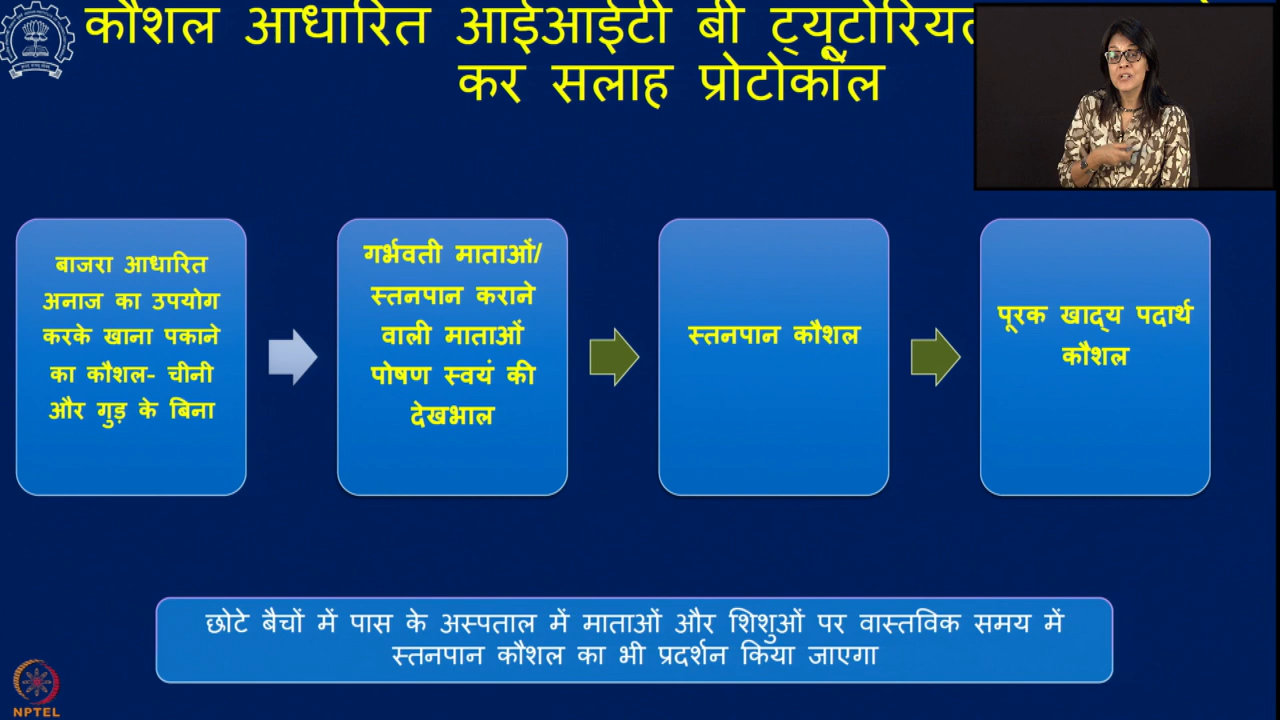 कौशल आधारित आईआईटी बी ट्यूटोरियल
कर सलाह प्रोटोकॉल
बाजरा आधारित
अनाज का उपयोग
करके खाना पकाने
का कौशल- चीनी
और गुड़ के बिना
गर्भवती माताओं/
स्तनपान कराने
वाली माताओं
पोषण स्वयं की
देखभाल
स्तनपान कौशल
पूरक खाद्य पदार्थ
कौशल
छोटे बैचों में पास के अस्पताल में माताओं और शिशुओं पर वास्तविक समय में
स्तनपान कौशल का भी प्रदर्शन किया जाएगा
NPTEL